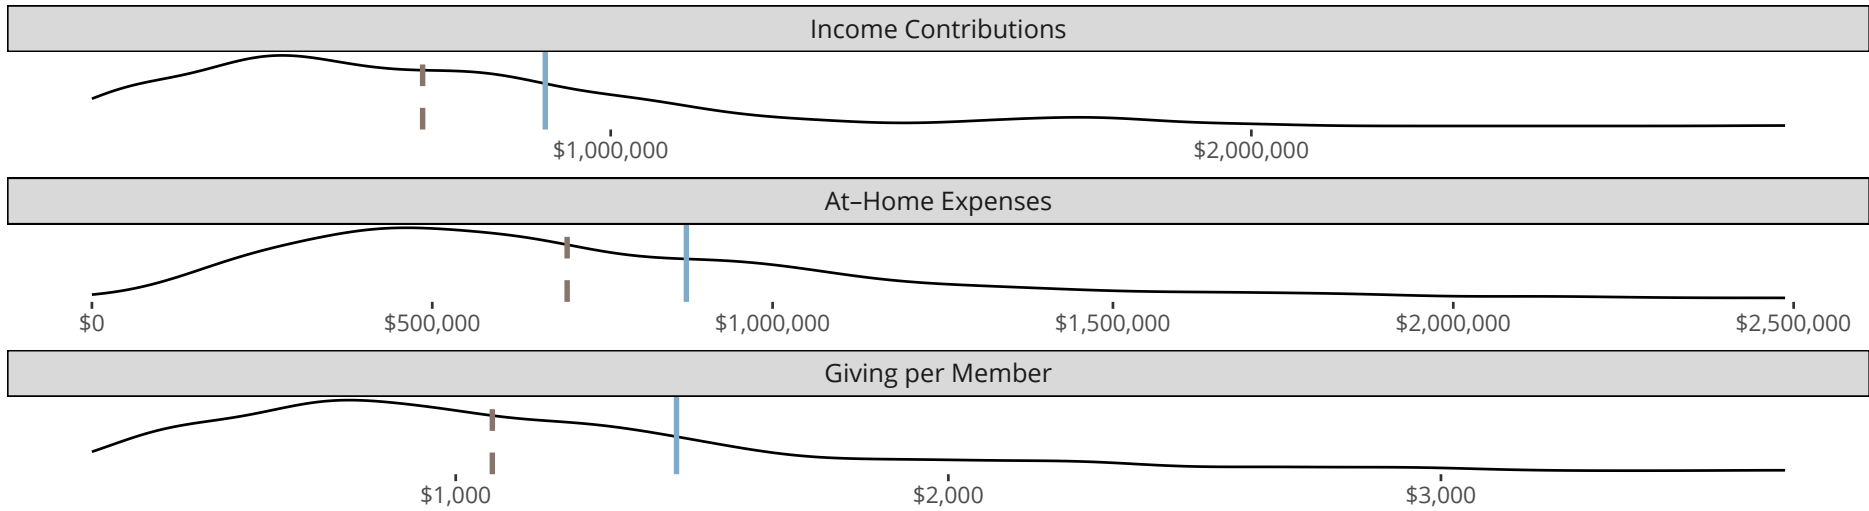 Income Contributions
$1,000,000 $2,000,000
At–Home Expenses
$0 $500,000 $1,000,000 $1,500,000 $2,000,000 $2,500,000
Giving per Member
$1,000 $2,000 $3,000